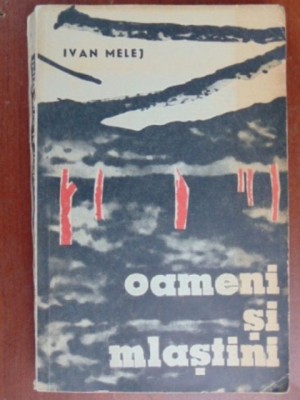 IVAN MELEJ
oameni
și
mlaștini